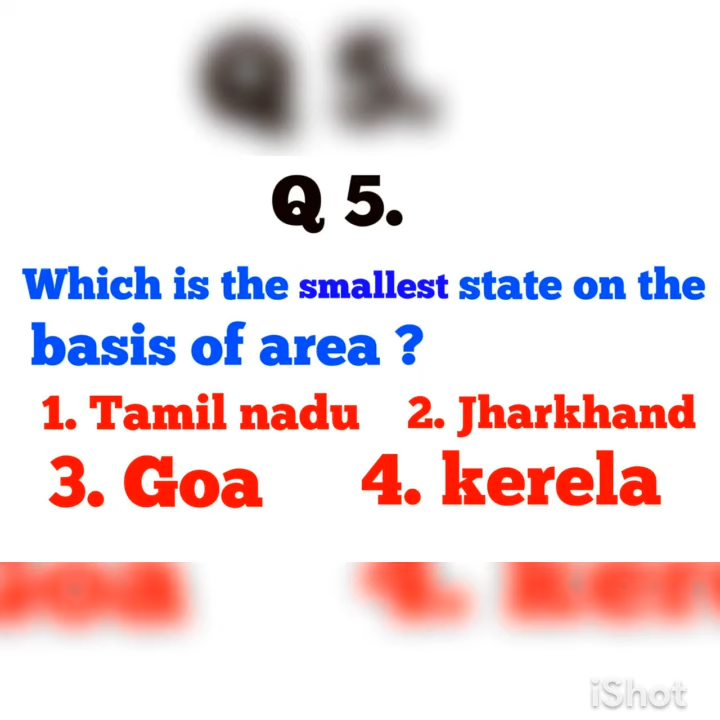 Q 5.
Q 5.
Which is the smallest state on the
basis of area ?
1. Tamil nadu 2. Jharkhand
3. Goa 4. kerela
iShot